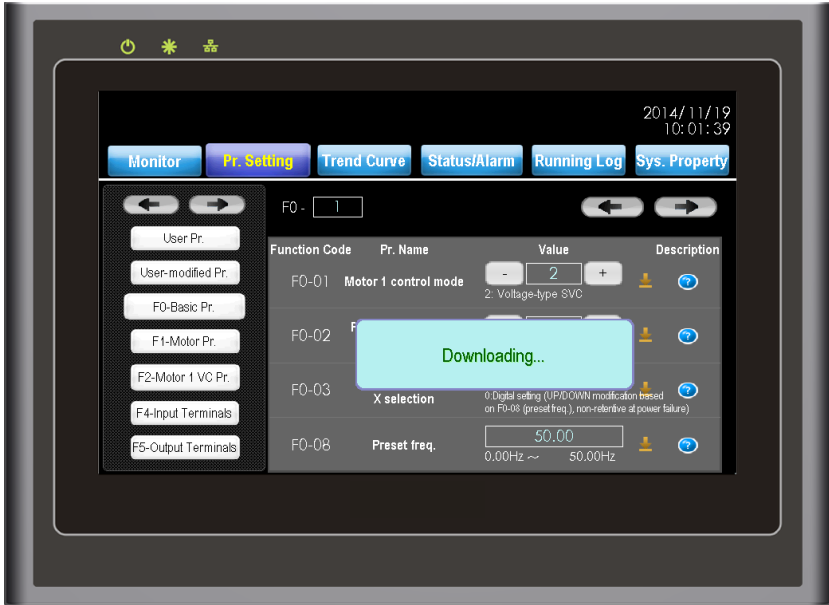 2014/11/19
10:01:39
Monitor Pr. Setting Trend Curve Status/Alarm Running Log Sys. Property
F0 - 1
User Pr.
User-modified Pr.
F0-Basic Pr.
F1-Motor Pr.
F2-Motor 1 VC Pr.
F4-Input Terminals
F5-Output Terminals
Function Code Pr. Name Value Description
F0-01 Motor 1 control mode - 2 +
2: Voltage-type SVC
F0-02
Downloading...
F0-03 X selection
0:Digital setting (UP/DOWN modification based
on F0-08 (preset freq.), non-retentive at power failure)
F0-08 Preset freq. 50.00
0.00Hz ～ 50.00Hz